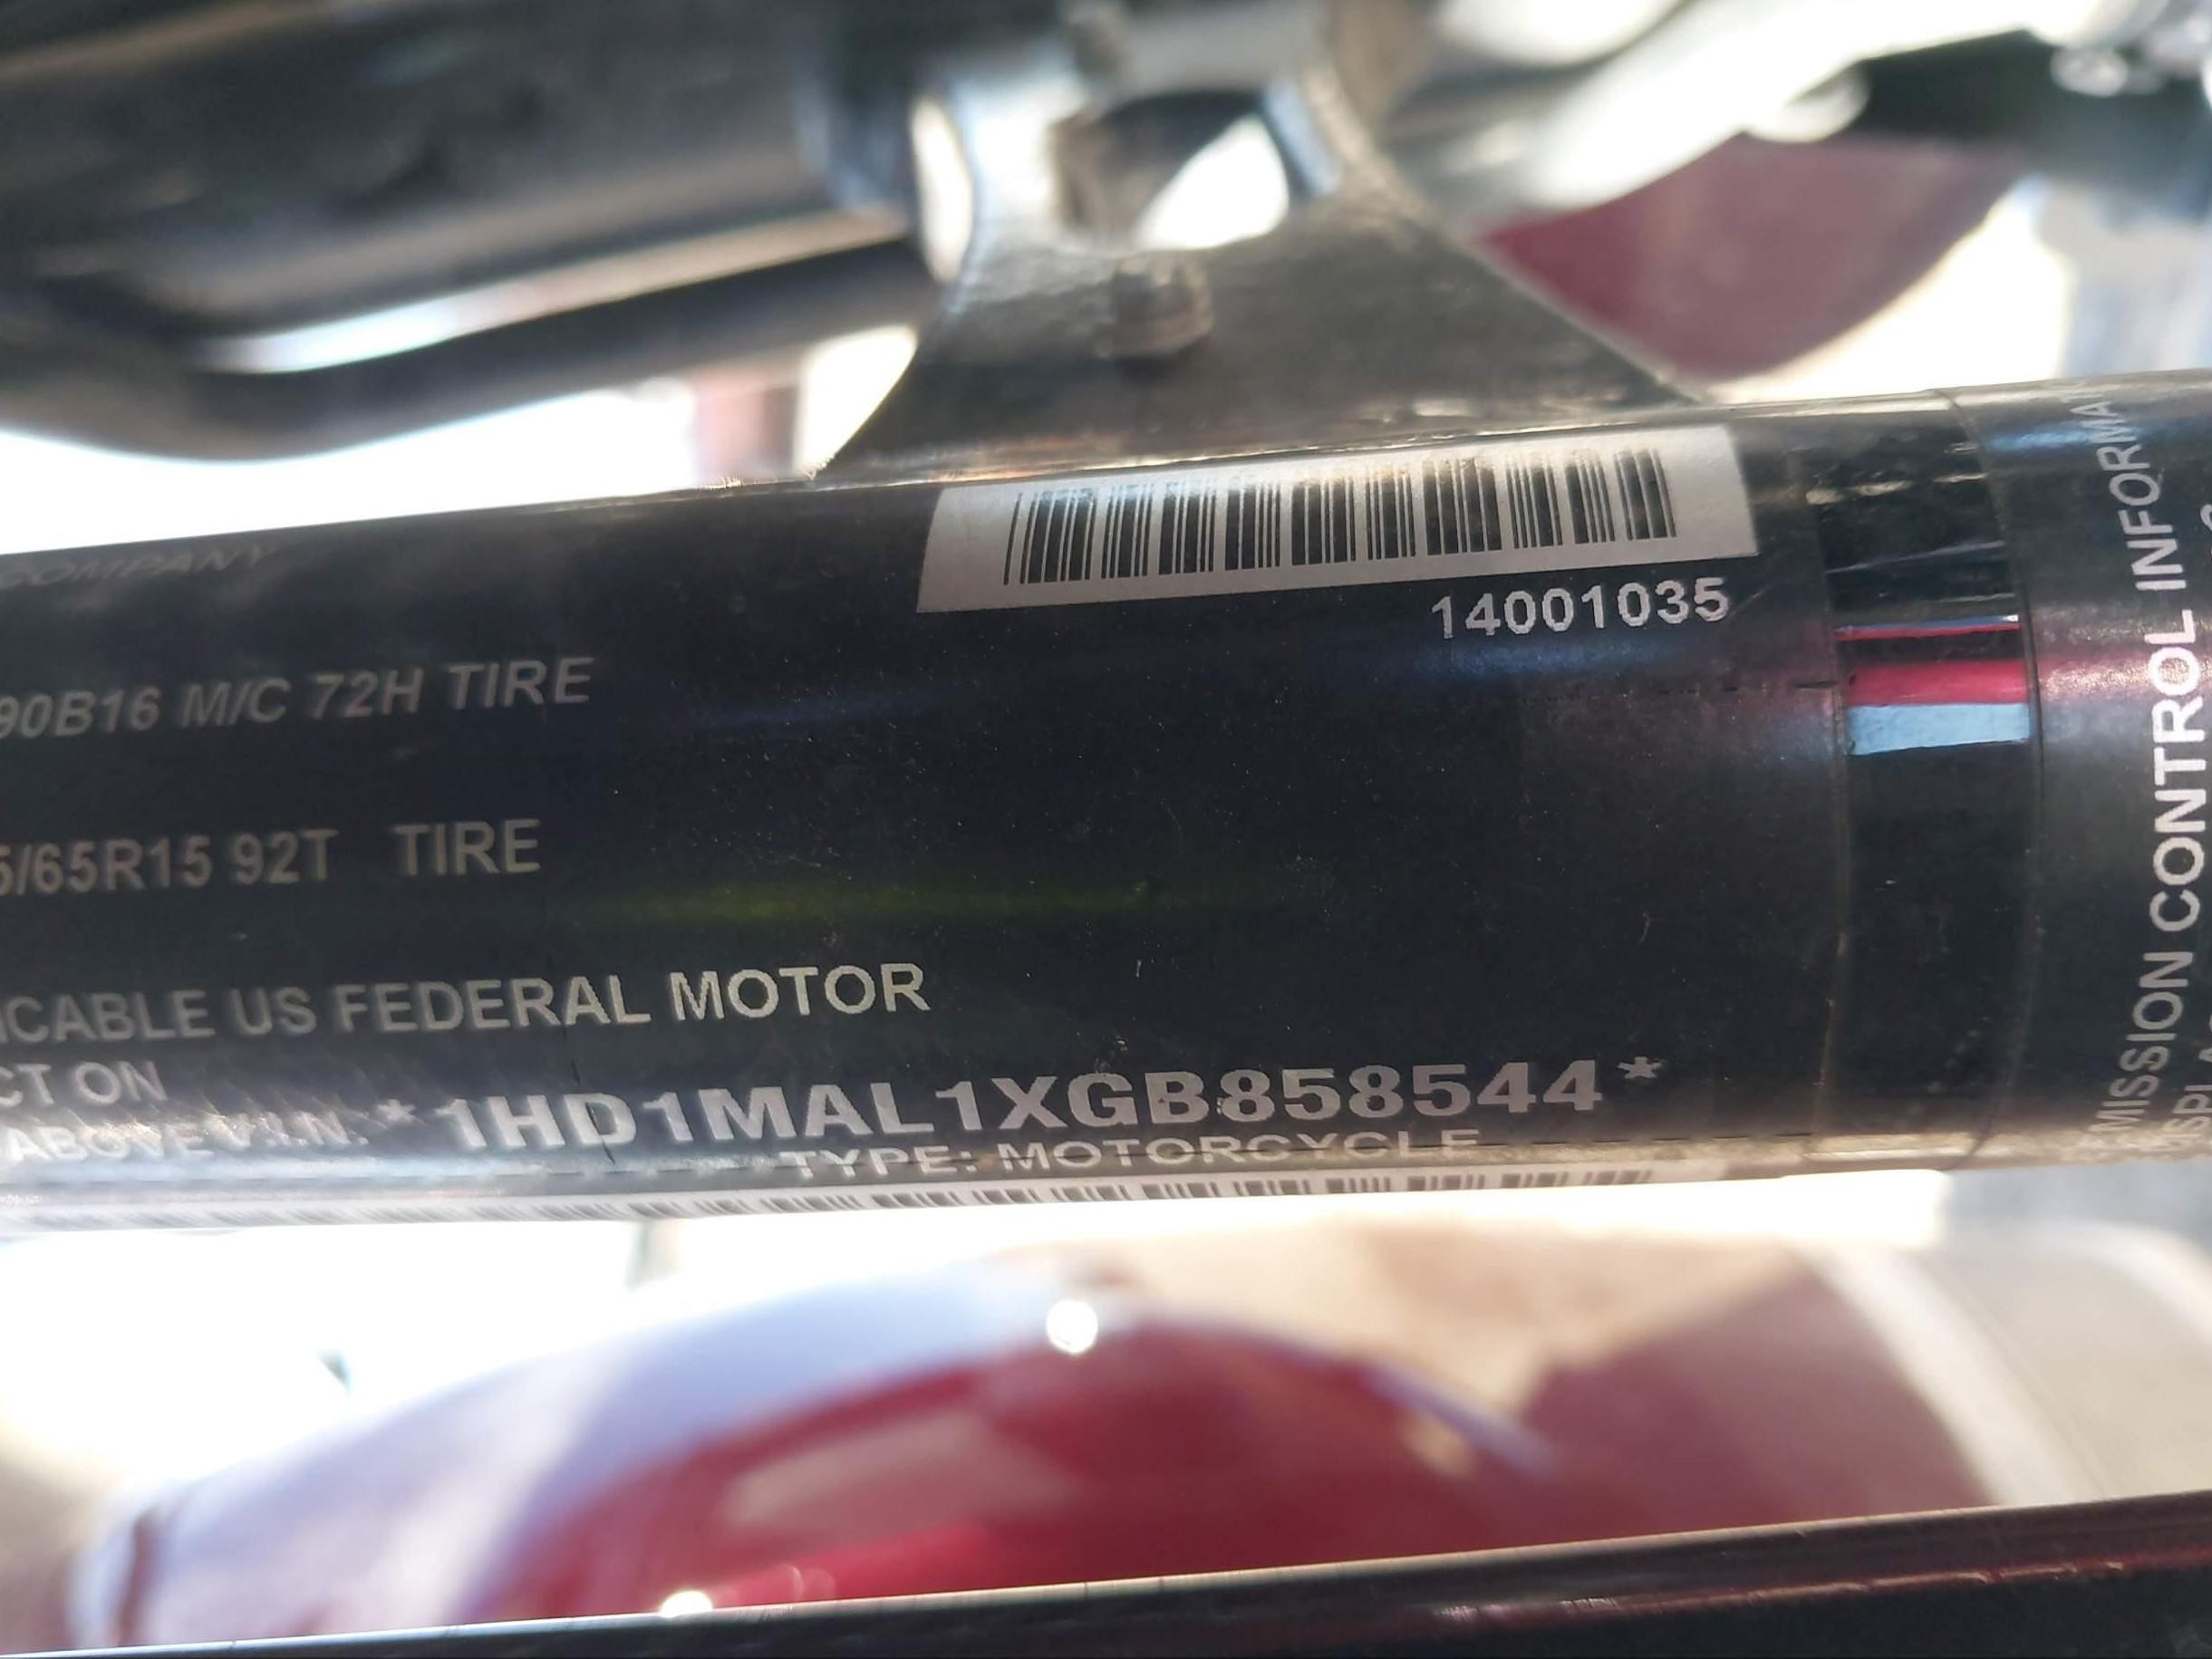 COMPANY
14001035
90B16 M/C 72H TIRE
5/65R15 92T TIRE
ICABLE US FEDERAL MOTOR
CT ON
ABOVE V.I.N. *1HD1MAL1XGB858544*
TYPE: MOTORCYCLE
EMISSION CONTROL INFORMA